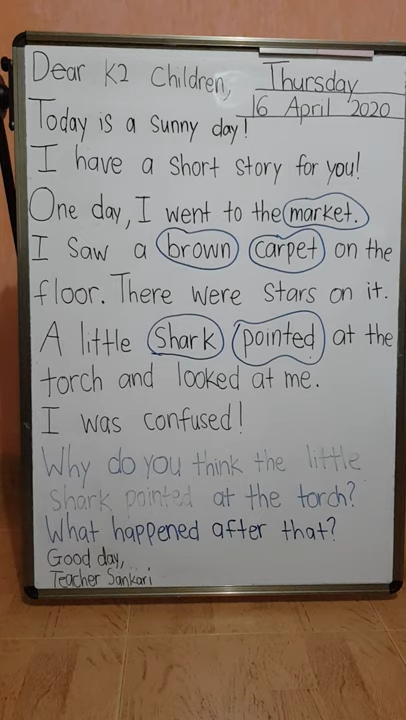 Dear K2 Children,
Thursday
16 April 2020
Today is a sunny day!
I have a short story for you!
One day, I went to the market.
I saw a brown carpet on the
floor. There were stars on it.
A little shark pointed at the
torch and looked at me.
I was confused!
Why do you think the little
shark pointed at the torch?
What happened after that?
Good day,
Teacher Sankari